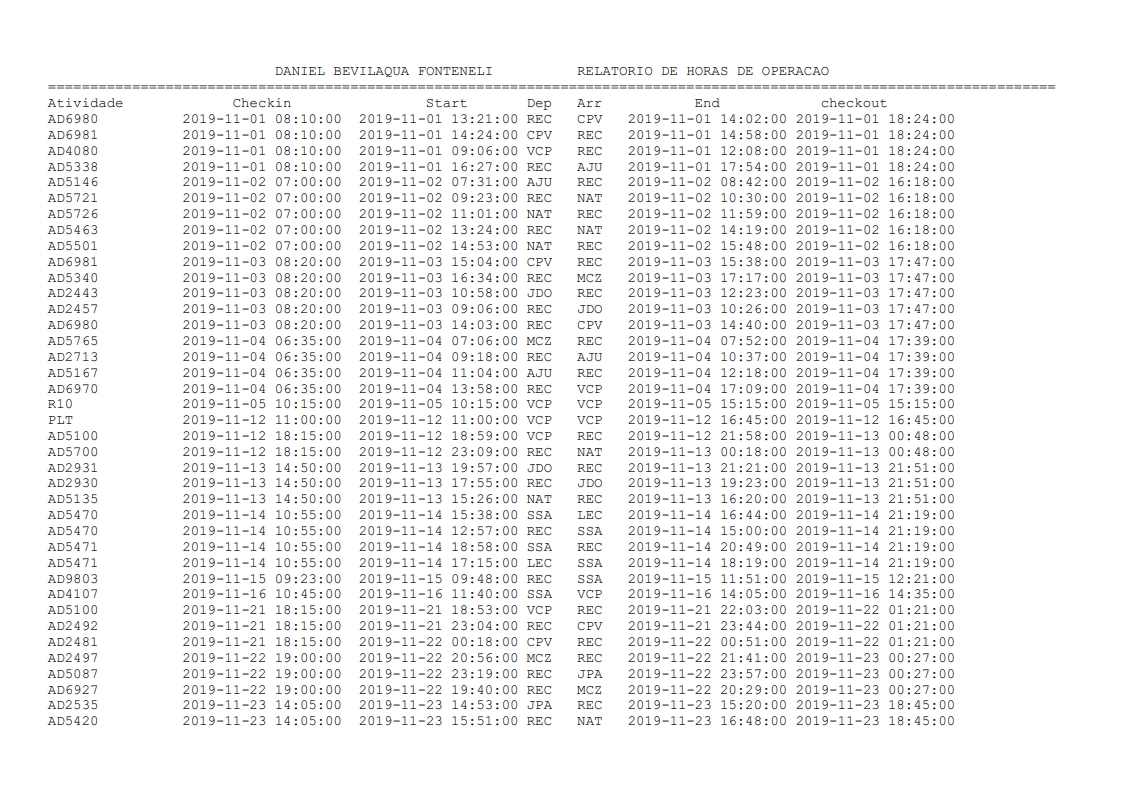 DANIEL BEVILAQUA FONTENELI RELATORIO DE HORAS DE OPERACAO
========================================================================================================================
Atividade Checkin Start Dep Arr End checkout
AD6980 2019-11-01 08:10:00 2019-11-01 13:21:00 REC CPV 2019-11-01 14:02:00 2019-11-01 18:24:00
AD6981 2019-11-01 08:10:00 2019-11-01 14:24:00 CPV REC 2019-11-01 14:58:00 2019-11-01 18:24:00
AD4080 2019-11-01 08:10:00 2019-11-01 09:06:00 VCP REC 2019-11-01 12:08:00 2019-11-01 18:24:00
AD5338 2019-11-01 08:10:00 2019-11-01 16:27:00 REC AJU 2019-11-01 17:54:00 2019-11-01 18:24:00
AD5146 2019-11-02 07:00:00 2019-11-02 07:31:00 AJU REC 2019-11-02 08:42:00 2019-11-02 16:18:00
AD5721 2019-11-02 07:00:00 2019-11-02 09:23:00 REC NAT 2019-11-02 10:30:00 2019-11-02 16:18:00
AD5726 2019-11-02 07:00:00 2019-11-02 11:01:00 NAT REC 2019-11-02 11:59:00 2019-11-02 16:18:00
AD5463 2019-11-02 07:00:00 2019-11-02 13:24:00 REC NAT 2019-11-02 14:19:00 2019-11-02 16:18:00
AD5501 2019-11-02 07:00:00 2019-11-02 14:53:00 NAT REC 2019-11-02 15:48:00 2019-11-02 16:18:00
AD6981 2019-11-03 08:20:00 2019-11-03 15:04:00 CPV REC 2019-11-03 15:38:00 2019-11-03 17:47:00
AD5340 2019-11-03 08:20:00 2019-11-03 16:34:00 REC MCZ 2019-11-03 17:17:00 2019-11-03 17:47:00
AD2443 2019-11-03 08:20:00 2019-11-03 10:58:00 JDO REC 2019-11-03 12:23:00 2019-11-03 17:47:00
AD2457 2019-11-03 08:20:00 2019-11-03 09:06:00 REC JDO 2019-11-03 10:26:00 2019-11-03 17:47:00
AD6980 2019-11-03 08:20:00 2019-11-03 14:03:00 REC CPV 2019-11-03 14:40:00 2019-11-03 17:47:00
AD5765 2019-11-04 06:35:00 2019-11-04 07:06:00 MCZ REC 2019-11-04 07:52:00 2019-11-04 17:39:00
AD2713 2019-11-04 06:35:00 2019-11-04 09:18:00 REC AJU 2019-11-04 10:37:00 2019-11-04 17:39:00
AD5167 2019-11-04 06:35:00 2019-11-04 11:04:00 AJU REC 2019-11-04 12:18:00 2019-11-04 17:39:00
AD6970 2019-11-04 06:35:00 2019-11-04 13:58:00 REC VCP 2019-11-04 17:09:00 2019-11-04 17:39:00
R10 2019-11-05 10:15:00 2019-11-05 10:15:00 VCP VCP 2019-11-05 15:15:00 2019-11-05 15:15:00
PLT 2019-11-12 11:00:00 2019-11-12 11:00:00 VCP VCP 2019-11-12 16:45:00 2019-11-12 16:45:00
AD5100 2019-11-12 18:15:00 2019-11-12 18:59:00 VCP REC 2019-11-12 21:58:00 2019-11-13 00:48:00
AD5700 2019-11-12 18:15:00 2019-11-12 23:09:00 REC NAT 2019-11-13 00:18:00 2019-11-13 00:48:00
AD2931 2019-11-13 14:50:00 2019-11-13 19:57:00 JDO REC 2019-11-13 21:21:00 2019-11-13 21:51:00
AD2930 2019-11-13 14:50:00 2019-11-13 17:55:00 REC JDO 2019-11-13 19:23:00 2019-11-13 21:51:00
AD5135 2019-11-13 14:50:00 2019-11-13 15:26:00 NAT REC 2019-11-13 16:20:00 2019-11-13 21:51:00
AD5470 2019-11-14 10:55:00 2019-11-14 15:38:00 SSA LEC 2019-11-14 16:44:00 2019-11-14 21:19:00
AD5470 2019-11-14 10:55:00 2019-11-14 12:57:00 REC SSA 2019-11-14 15:00:00 2019-11-14 21:19:00
AD5471 2019-11-14 10:55:00 2019-11-14 18:58:00 SSA REC 2019-11-14 20:49:00 2019-11-14 21:19:00
AD5471 2019-11-14 10:55:00 2019-11-14 17:15:00 LEC SSA 2019-11-14 18:19:00 2019-11-14 21:19:00
AD9803 2019-11-15 09:23:00 2019-11-15 09:48:00 REC SSA 2019-11-15 11:51:00 2019-11-15 12:21:00
AD4107 2019-11-16 10:45:00 2019-11-16 11:40:00 SSA VCP 2019-11-16 14:05:00 2019-11-16 14:35:00
AD5100 2019-11-21 18:15:00 2019-11-21 18:53:00 VCP REC 2019-11-21 22:03:00 2019-11-22 01:21:00
AD2492 2019-11-21 18:15:00 2019-11-21 23:04:00 REC CPV 2019-11-21 23:44:00 2019-11-22 01:21:00
AD2481 2019-11-21 18:15:00 2019-11-22 00:18:00 CPV REC 2019-11-22 00:51:00 2019-11-22 01:21:00
AD2497 2019-11-22 19:00:00 2019-11-22 20:56:00 MCZ REC 2019-11-22 21:41:00 2019-11-23 00:27:00
AD5087 2019-11-22 19:00:00 2019-11-22 23:19:00 REC JPA 2019-11-22 23:57:00 2019-11-23 00:27:00
AD6927 2019-11-22 19:00:00 2019-11-22 19:40:00 REC MCZ 2019-11-22 20:29:00 2019-11-23 00:27:00
AD2535 2019-11-23 14:05:00 2019-11-23 14:53:00 JPA REC 2019-11-23 15:20:00 2019-11-23 18:45:00
AD5420 2019-11-23 14:05:00 2019-11-23 15:51:00 REC NAT 2019-11-23 16:48:00 2019-11-23 18:45:00